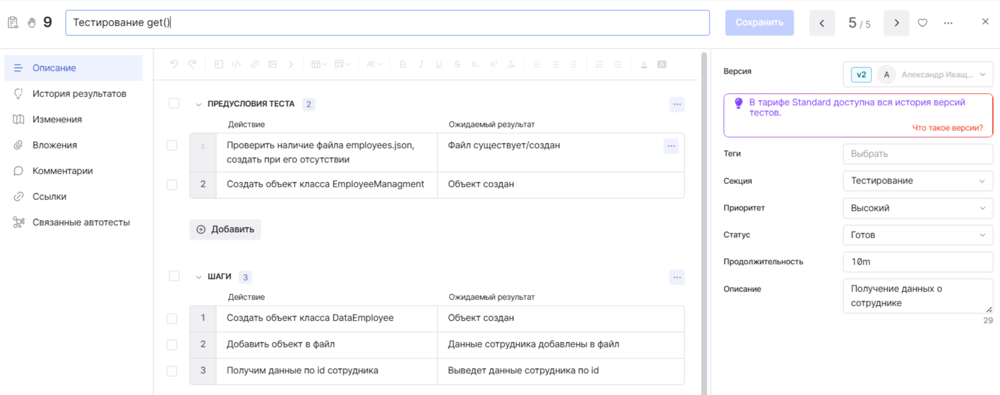 9
Тестирование get()
Сохранить
5 / 5
Описание
История результатов
Изменения
Вложения
Комментарии
Ссылки
Связанные автотесты
ПРЕДУСЛОВИЯ ТЕСТА 2
Действие Ожидаемый результат
Проверить наличие файла employees.json, Файл существует/создан
создать при его отсутствии
2 Создать объект класса EmployeeManagment Объект создан
Добавить
ШАГИ 3
Действие Ожидаемый результат
1 Создать объект класса DataEmployee Объект создан
2 Добавить объект в файл Данные сотрудника добавлены в файл
3 Получим данные по id сотрудника Выведет данные сотрудника по id
Версия v2 A Александр Иващ...
В тарифе Standard доступна вся история версий
тестов.
Что такое версии?
Теги Выбрать
Секция Тестирование
Приоритет Высокий
Статус Готов
Продолжительность 10m
Описание Получение данных о
сотруднике
29